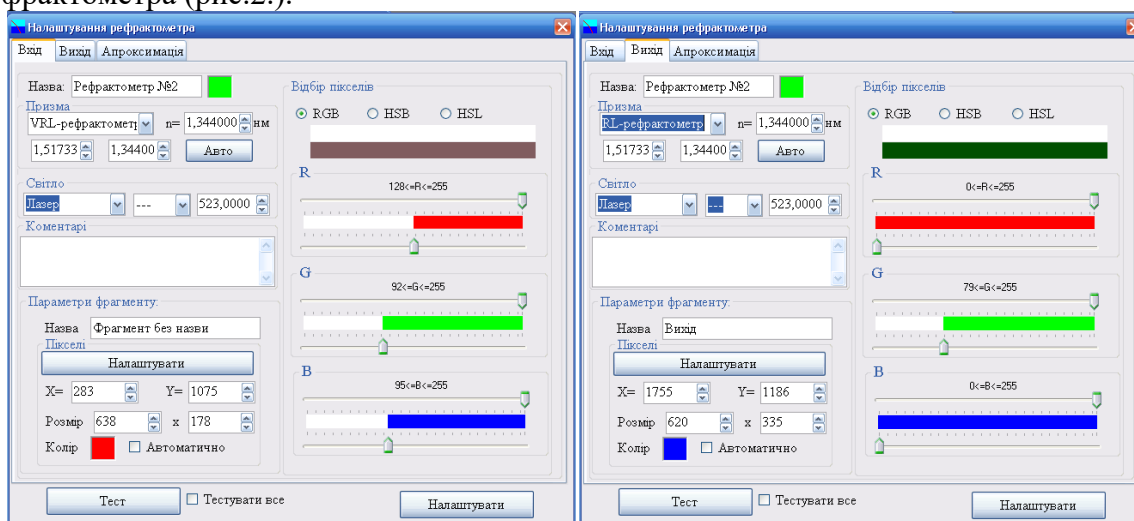 фрактометра (рис.2.).
Налаштування рефрактометра
Вхід Вихід Апроксимація
Назва: Рефрактометр №2
Призма
VRL-рефрактомет n= 1,344000 нм
1,51733 1,34400 Авто
Світло
Лазер --- 523,0000
Коментарі
Параметри фрагменту:
Назва Фрагмент без назви
Пікселі
Налаштувати
X= 283 Y= 1075
Розмір 638 x 178
Колір Автоматично
Відбір пікселів
RGB HSB HSL
R
128<=R<=255
G
92<=G<=255
B
95<=B<=255
Тест Тестувати все Налаштувати
Налаштування рефрактометра
Вхід Вихід Апроксимація
Назва: Рефрактометр №2
Призма
RL-рефрактометр n= 1,344000 нм
1,51733 1,34400 Авто
Світло
Лазер --- 523,0000
Коментарі
Параметри фрагменту:
Назва Вихід
Пікселі
Налаштувати
X= 1755 Y= 1186
Розмір 620 x 335
Колір Автоматично
Відбір пікселів
RGB HSB HSL
R
0<=R<=255
G
79<=G<=255
B
0<=B<=255
Тест Тестувати все Налаштувати